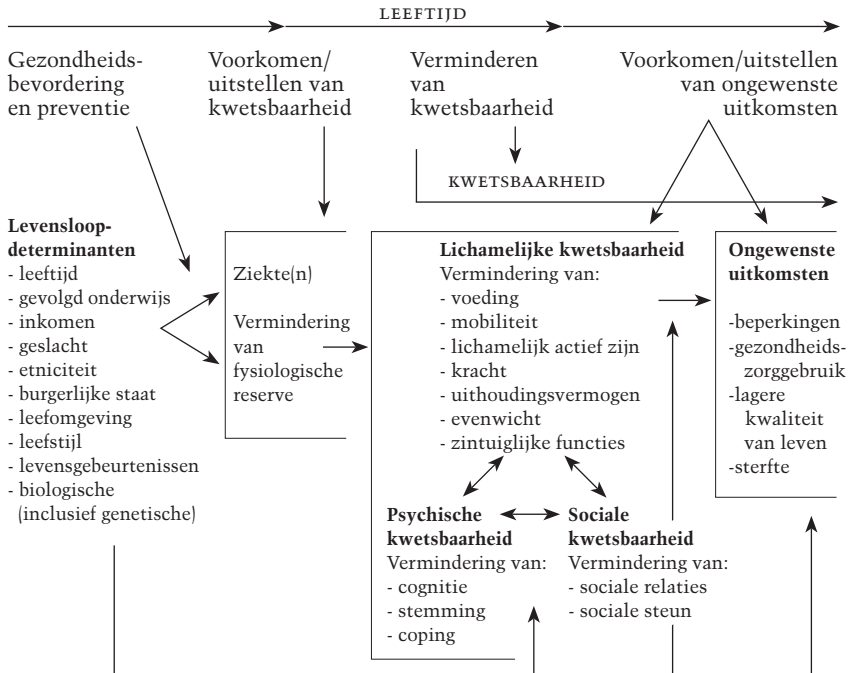 LEEFTIJD
Gezondheids-
bevordering
en preventie
Voorkomen/
uitstellen van
kwetsbaarheid
Verminderen
van
kwetsbaarheid
Voorkomen/uitstellen
van ongewenste
uitkomsten
KWETSBAARHEID
Levensloop-
determinanten
- leeftijd
- gevolgd onderwijs
- inkomen
- geslacht
- etniciteit
- burgerlijke staat
- leefomgeving
- leefstijl
- levensgebeurtenissen
- biologische
(inclusief genetische)
Ziekte(n)
Vermindering
van
fysiologische
reserve
Lichamelijke kwetsbaarheid
Vermindering van:
- voeding
- mobiliteit
- lichamelijk actief zijn
- kracht
- uithoudingsvermogen
- evenwicht
- zintuiglijke functies
Psychische
kwetsbaarheid
Vermindering van:
- cognitie
- stemming
- coping
Sociale
kwetsbaarheid
Vermindering van:
- sociale relaties
- sociale steun
Ongewenste
uitkomsten
-beperkingen
-gezondheids-
zorggebruik
-lagere
kwaliteit
van leven
-sterfte